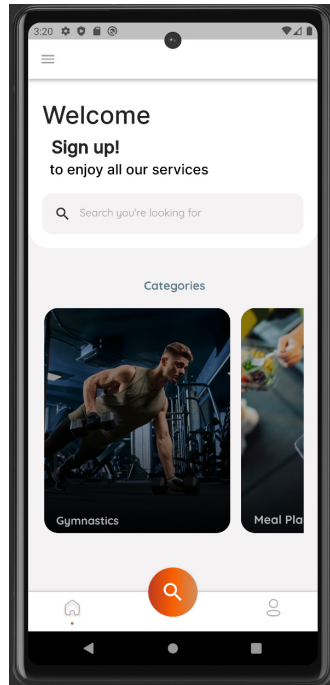 3:20
Welcome
Sign up!
to enjoy all our services
Search you're looking for
Categories
Gymnastics
Meal Pla